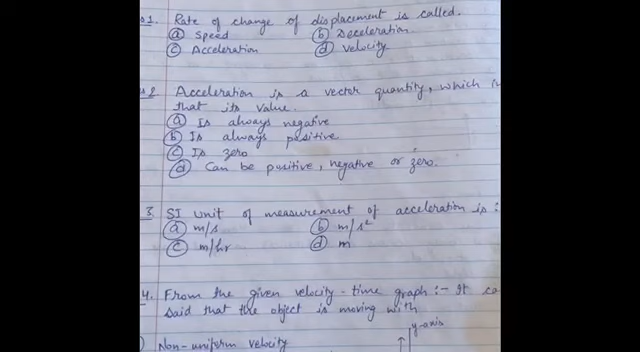 1. Rate of change of displacement is called.
(a) Speed (b) Deceleration
(c) Acceleration (d) Velocity
2. Acceleration is a vector quantity, which
that its value.
(a) Is always negative
(b) Is always positive
(c) Is zero
(d) Can be positive, negative or zero.
3. SI unit of measurement of acceleration is:
(a) m/s (b) m/s²
(c) m/hr (d) m
4. From the given velocity-time graph:- It
said that the object is moving with
y-axis
) Non-uniform velocity